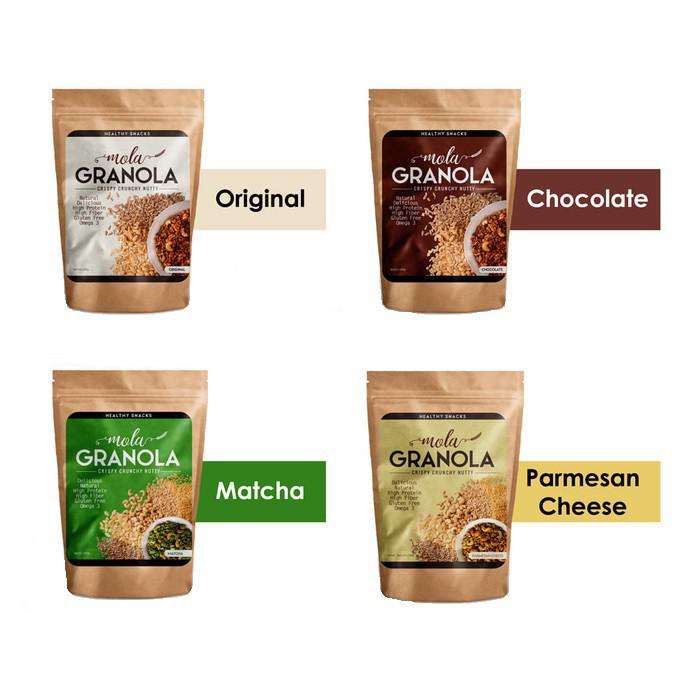 HEALTHY SNACKS
mola
GRANOLA
CRISPY CRUNCHY NUTTY
Natural
Delicious
High Protein
High Fiber
Gluten Free
Omega 3
ORIGINAL
Original
HEALTHY SNACKS
mola
GRANOLA
CRISPY CRUNCHY NUTTY
Natural
Delicious
High Protein
High Fiber
Gluten Free
Omega 3
CHOCOLATE
Chocolate
HEALTHY SNACKS
mola
GRANOLA
CRISPY CRUNCHY NUTTY
Delicious
Natural
High Protein
High Fiber
Gluten Free
Omega 3
MATCHA
Matcha
HEALTHY SNACKS
mola
GRANOLA
CRISPY CRUNCHY NUTTY
Delicious
Natural
High Protein
High Fiber
Gluten Free
Omega 3
Parmesan
Cheese